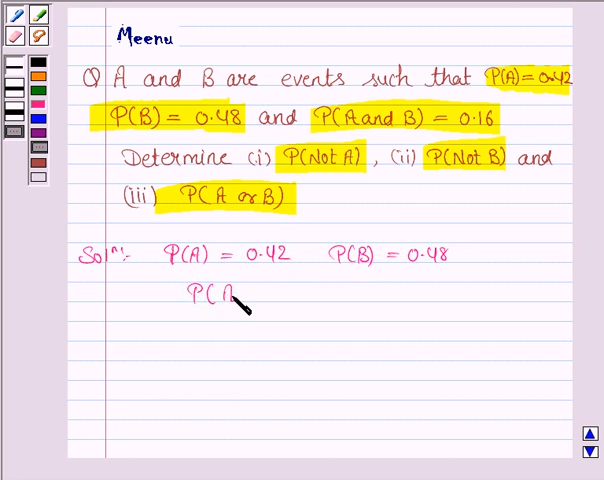 Meenu
Q A and B are events such that P(A) = 0.42
P(B) = 0.48 and P(A and B) = 0.16
Determine (i) P(Not A), (ii) P(Not B) and
(iii) P(A or B)
Solⁿ:- P(A) = 0.42 P(B) = 0.48
P(A